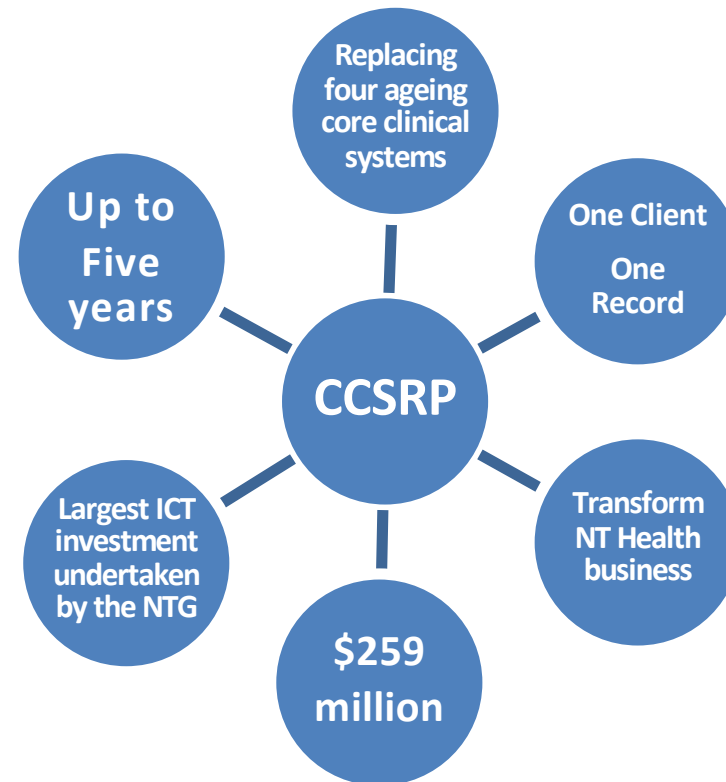 Replacing
four ageing
core clinical
systems
One Client
One
Record
Transform
NT Health
business
$259
million
Largest ICT
investment
undertaken
by the NTG
Up to
Five
years
CCSRP